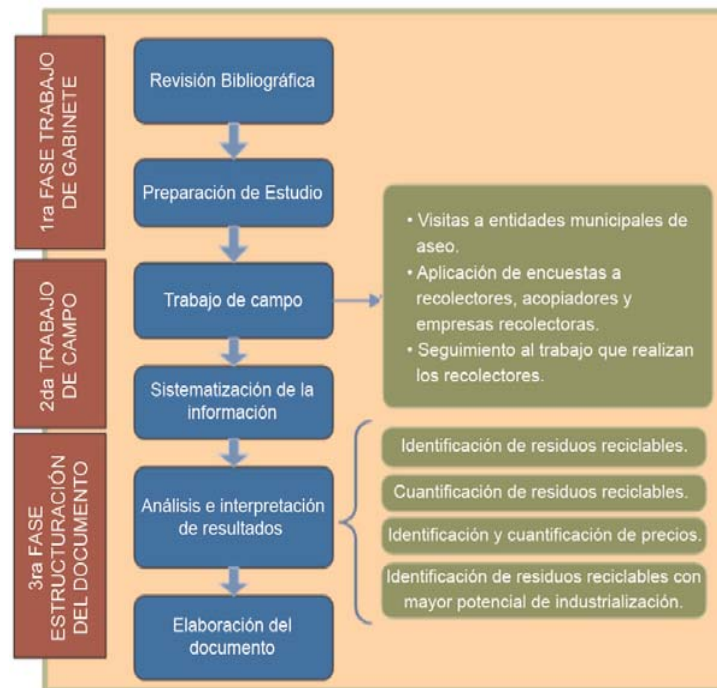 1ra FASE TRABAJO
DE GABINETE
Revisión Bibliográfica
Preparación de Estudio
2da TRABAJO
DE CAMPO
Trabajo de campo
• Visitas a entidades municipales de
aseo.
• Aplicación de encuestas a
recolectores, acopiadores y
empresas recolectoras.
• Seguimiento al trabajo que realizan
los recolectores.
Sistematización de la
información
3ra FASE
ESTRUCTURACIÓN
DEL DOCUMENTO
Análisis e interpretación
de resultados
Identificación de residuos reciclables.
Cuantificación de residuos reciclables.
Identificación y cuantificación de precios.
Identificación de residuos reciclables con
mayor potencial de industrialización.
Elaboración del
documento